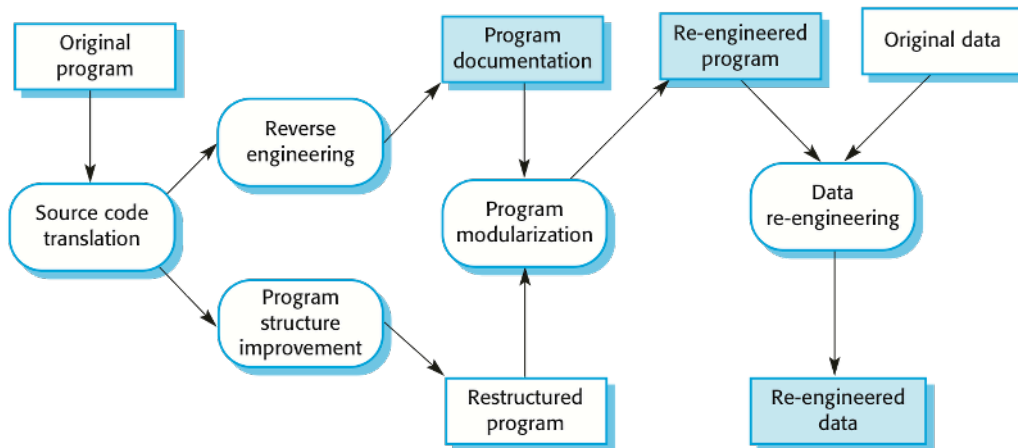 Original
program
Program
documentation
Re-engineered
program
Original data
Reverse
engineering
Source code
translation
Program
modularization
Data
re-engineering
Program
structure
improvement
Restructured
program
Re-engineered
data